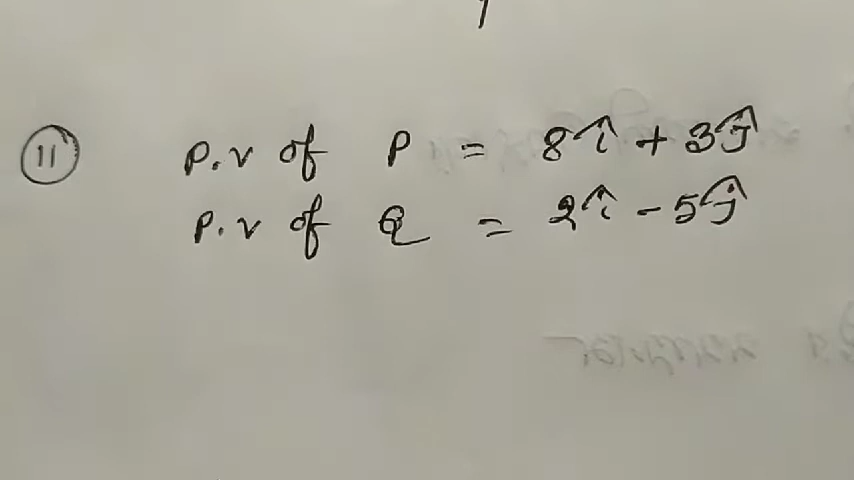 11 P.v of P = 8î + 3ĵ
P.v of Q = 2î - 5ĵ